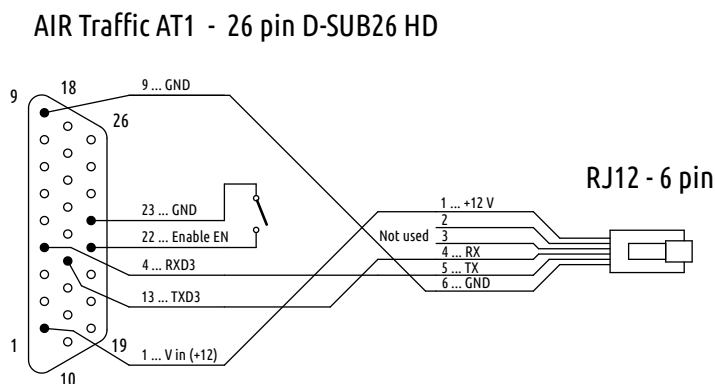 AIR Traffic AT1 - 26 pin D-SUB26 HD
9 ... GND
18
9
26
RJ12 - 6 pin
1 ... +12 V
23 ... GND
2
Not used
3
22 ... Enable EN
4 ... RX
4 ... RXD3
5 ... TX
6 ... GND
13 ... TXD3
1
19
1 ... V in (+12)
10